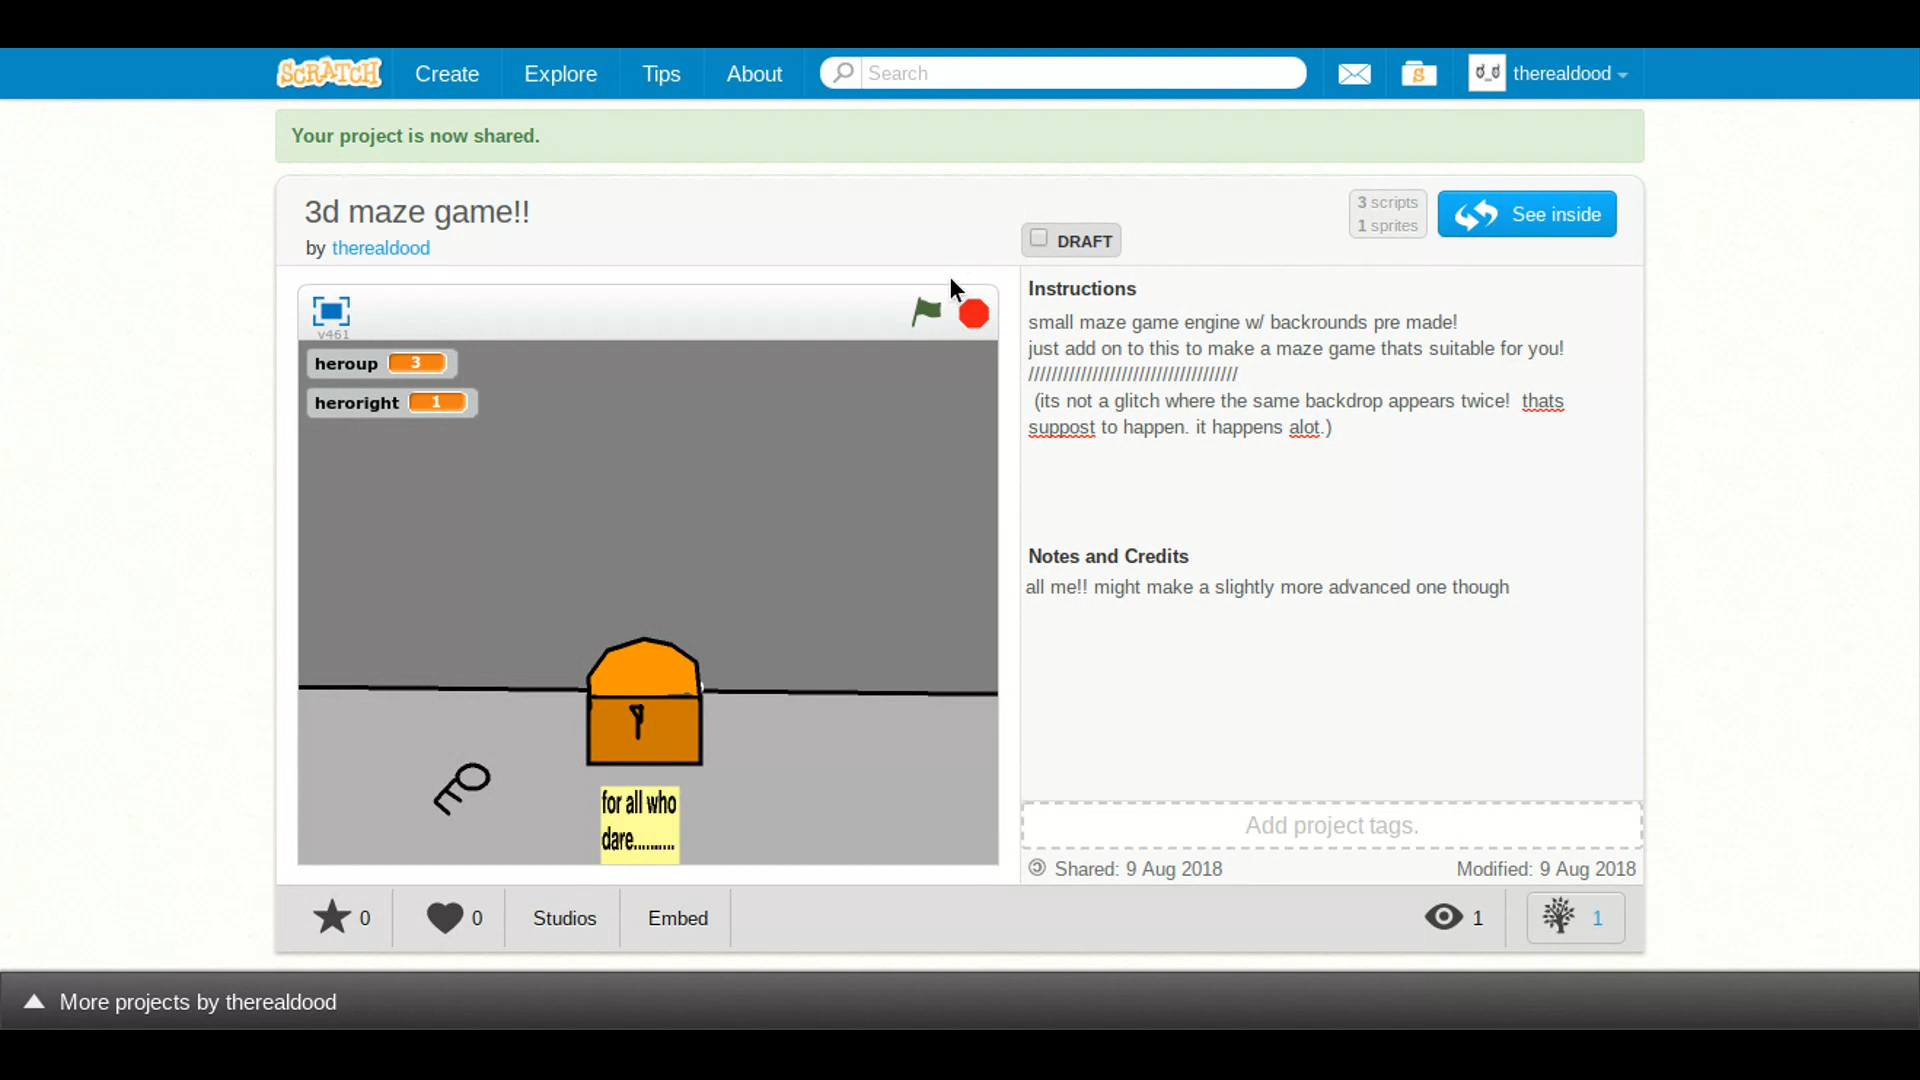 SCRATCH Create Explore Tips About Search therealdood
Your project is now shared.
3d maze game!!
by therealdood
DRAFT
3 scripts
1 sprites
See inside
v461
heroup 3
heroright 1
for all who
dare..........
Instructions
small maze game engine w/ backrounds pre made!
just add on to this to make a maze game thats suitable for you!
////////////////////////////////////
(its not a glitch where the same backdrop appears twice! thats
suppost to happen. it happens alot.)
Notes and Credits
all me!! might make a slightly more advanced one though
Add project tags.
Shared: 9 Aug 2018 Modified: 9 Aug 2018
0 0 Studios Embed 1 1
More projects by therealdood